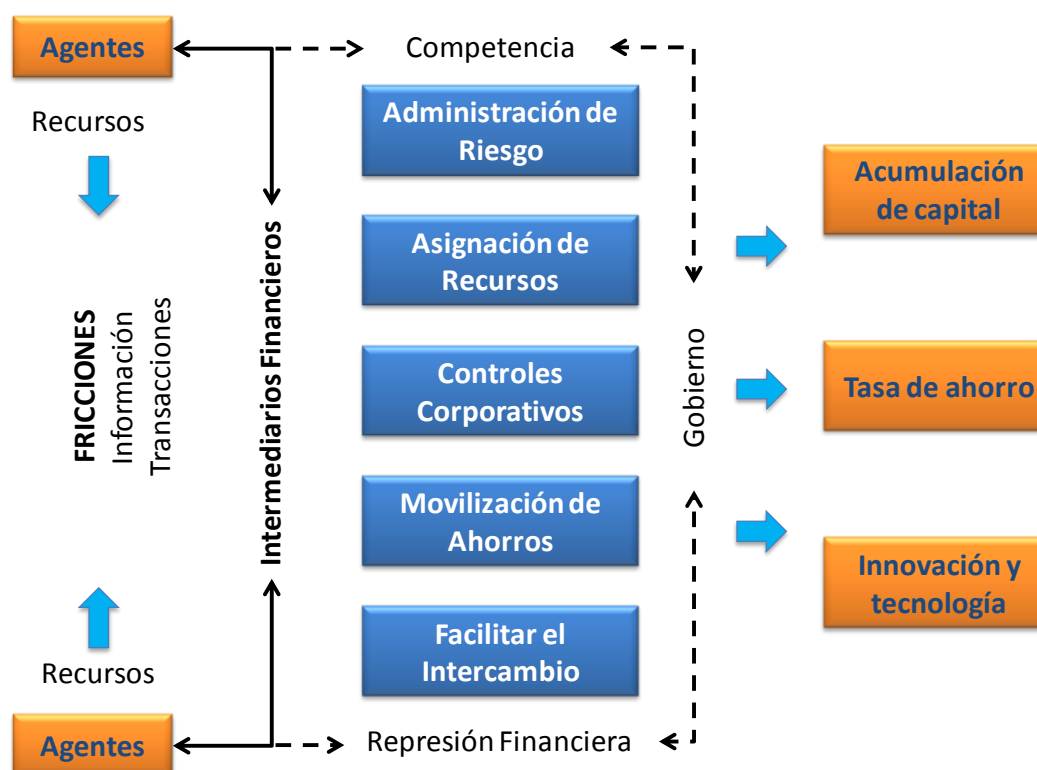 Agentes
Recursos
FRICCIONES
Información
Transacciones
Recursos
Agentes
Intermediarios Financieros
Competencia
Administración de
Riesgo
Asignación de
Recursos
Controles
Corporativos
Movilización de
Ahorros
Facilitar el
Intercambio
Represión Financiera
Gobierno
Acumulación
de capital
Tasa de ahorro
Innovación y
tecnología